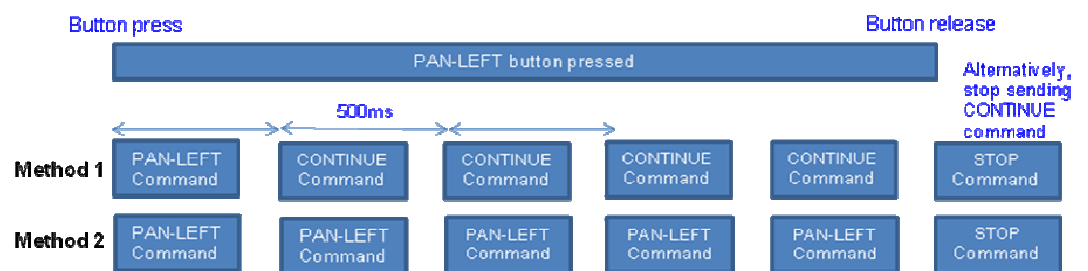 Button press
Button release
PAN-LEFT button pressed
Alternatively,
stop sending
CONTINUE
command
500ms
Method 1
PAN-LEFT
Command
CONTINUE
Command
CONTINUE
Command
CONTINUE
Command
CONTINUE
Command
STOP
Command
Method 2
PAN-LEFT
Command
PAN-LEFT
Command
PAN-LEFT
Command
PAN-LEFT
Command
PAN-LEFT
Command
STOP
Command